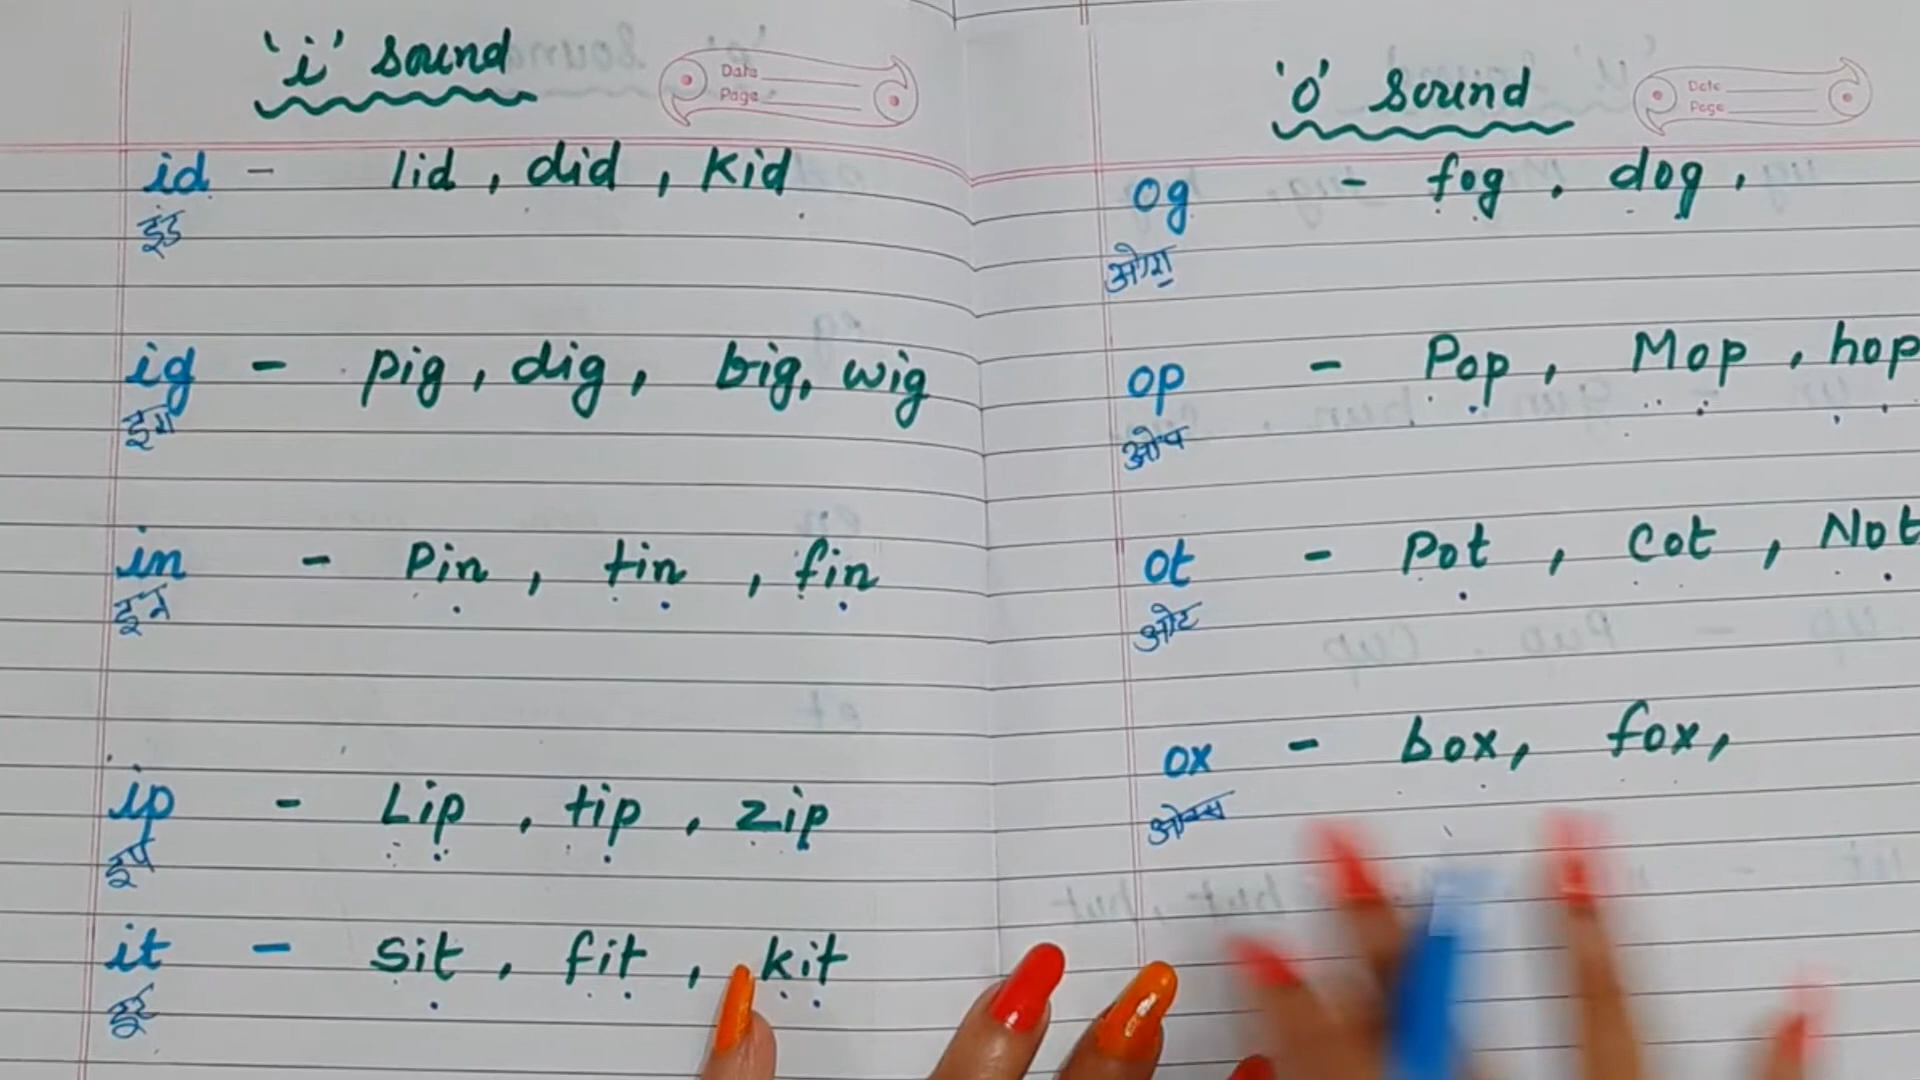 'i' sound
Date
Page
id - lid, did, kid
इड
ig - pig, dig, big, wig
इग
in - Pin, tin, fin
इन
ip - Lip, tip, zip
इप
it - sit, fit, kit
इट
'o' sound
Date
Page
og - fog, dog,
ओग
op - Pop, Mop, hop
ओप
ot - Pot, Cot, Not
ओट
ox - box, fox,
ओक्स